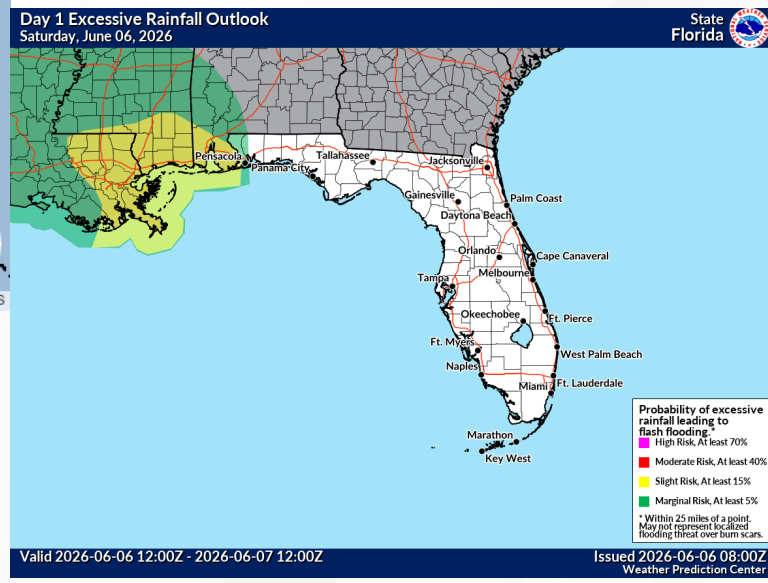 Day 1 Excessive Rainfall Outlook
Saturday, June 06, 2026
State
Florida
Pensacola
Panama City
Tallahassee
Jacksonville
Gainesville
Palm Coast
Daytona Beach
Orlando
Cape Canaveral
Melbourne
Tampa
Okeechobee
Ft. Pierce
Ft. Myers
West Palm Beach
Naples
Ft. Lauderdale
Miami
Marathon
Key West
Probability of excessive
rainfall leading to
flash flooding.*
High Risk, At least 70%
Moderate Risk, At least 40%
Slight Risk, At least 15%
Marginal Risk, At least 5%
* Within 25 miles of a point.
May not represent localized
flooding threat over burn scars.
Valid 2026-06-06 12:00Z - 2026-06-07 12:00Z
Issued 2026-06-06 08:00Z
Weather Prediction Center
S